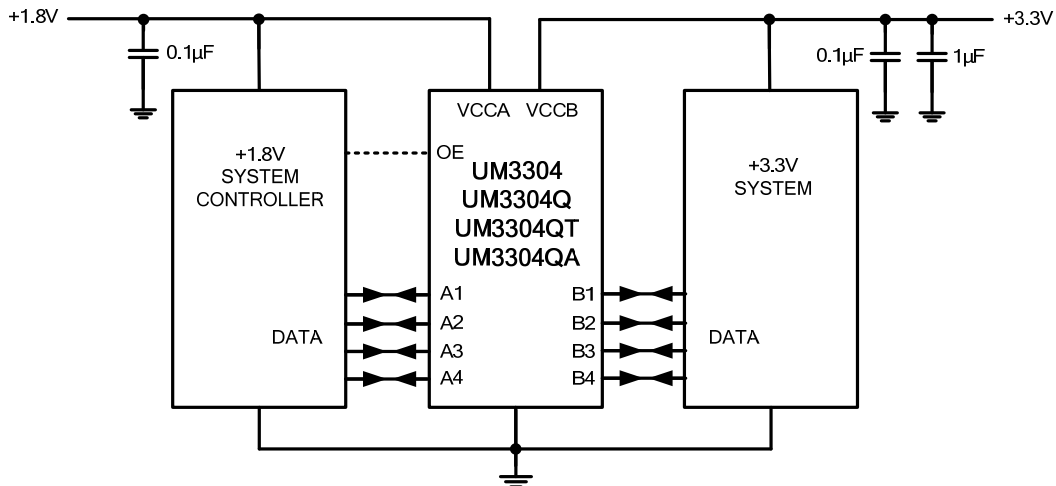 +1.8V
+3.3V
0.1µF
0.1µF
1µF
VCCA VCCB
OE
+1.8V
SYSTEM
CONTROLLER
UM3304
UM3304Q
UM3304QT
UM3304QA
+3.3V
SYSTEM
A1
A2
A3
A4
B1
B2
B3
B4
DATA
DATA